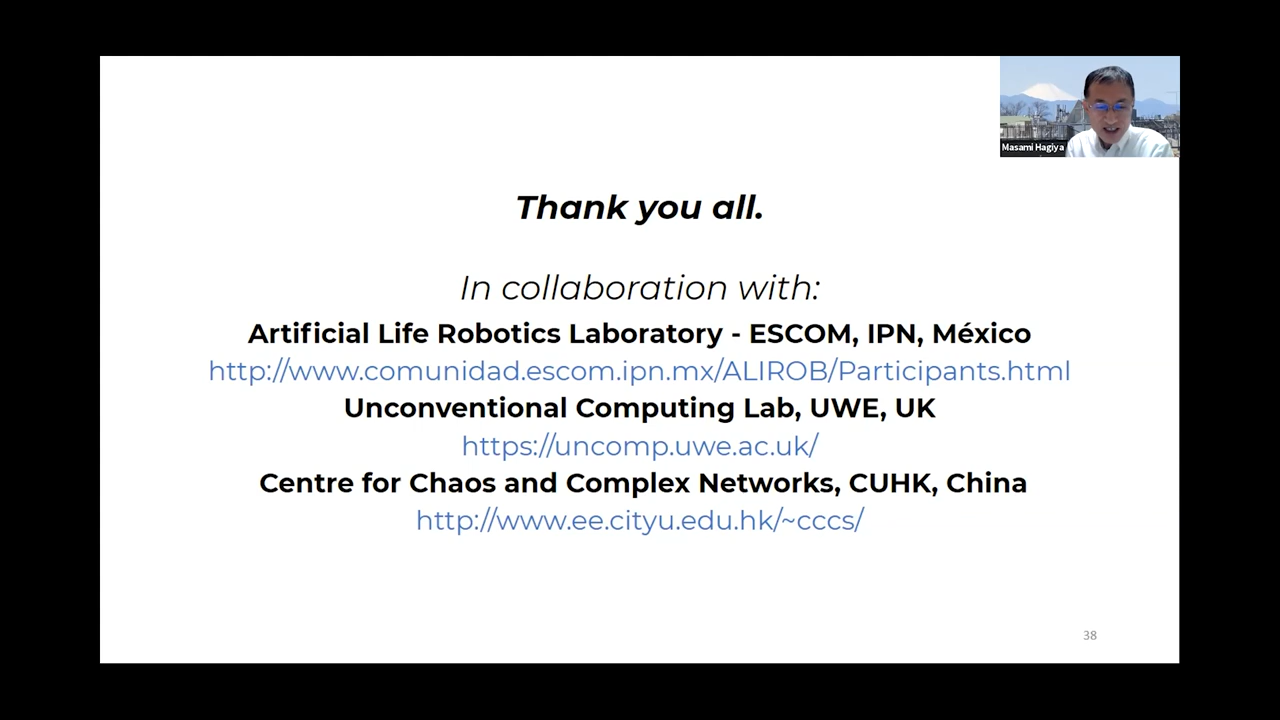 Masami Hagiya
Thank you all.
In collaboration with:
Artificial Life Robotics Laboratory - ESCOM, IPN, México
http://www.comunidad.escom.ipn.mx/ALIROB/Participants.html
Unconventional Computing Lab, UWE, UK
https://uncomp.uwe.ac.uk/
Centre for Chaos and Complex Networks, CUHK, China
http://www.ee.cityu.edu.hk/~cccs/
38